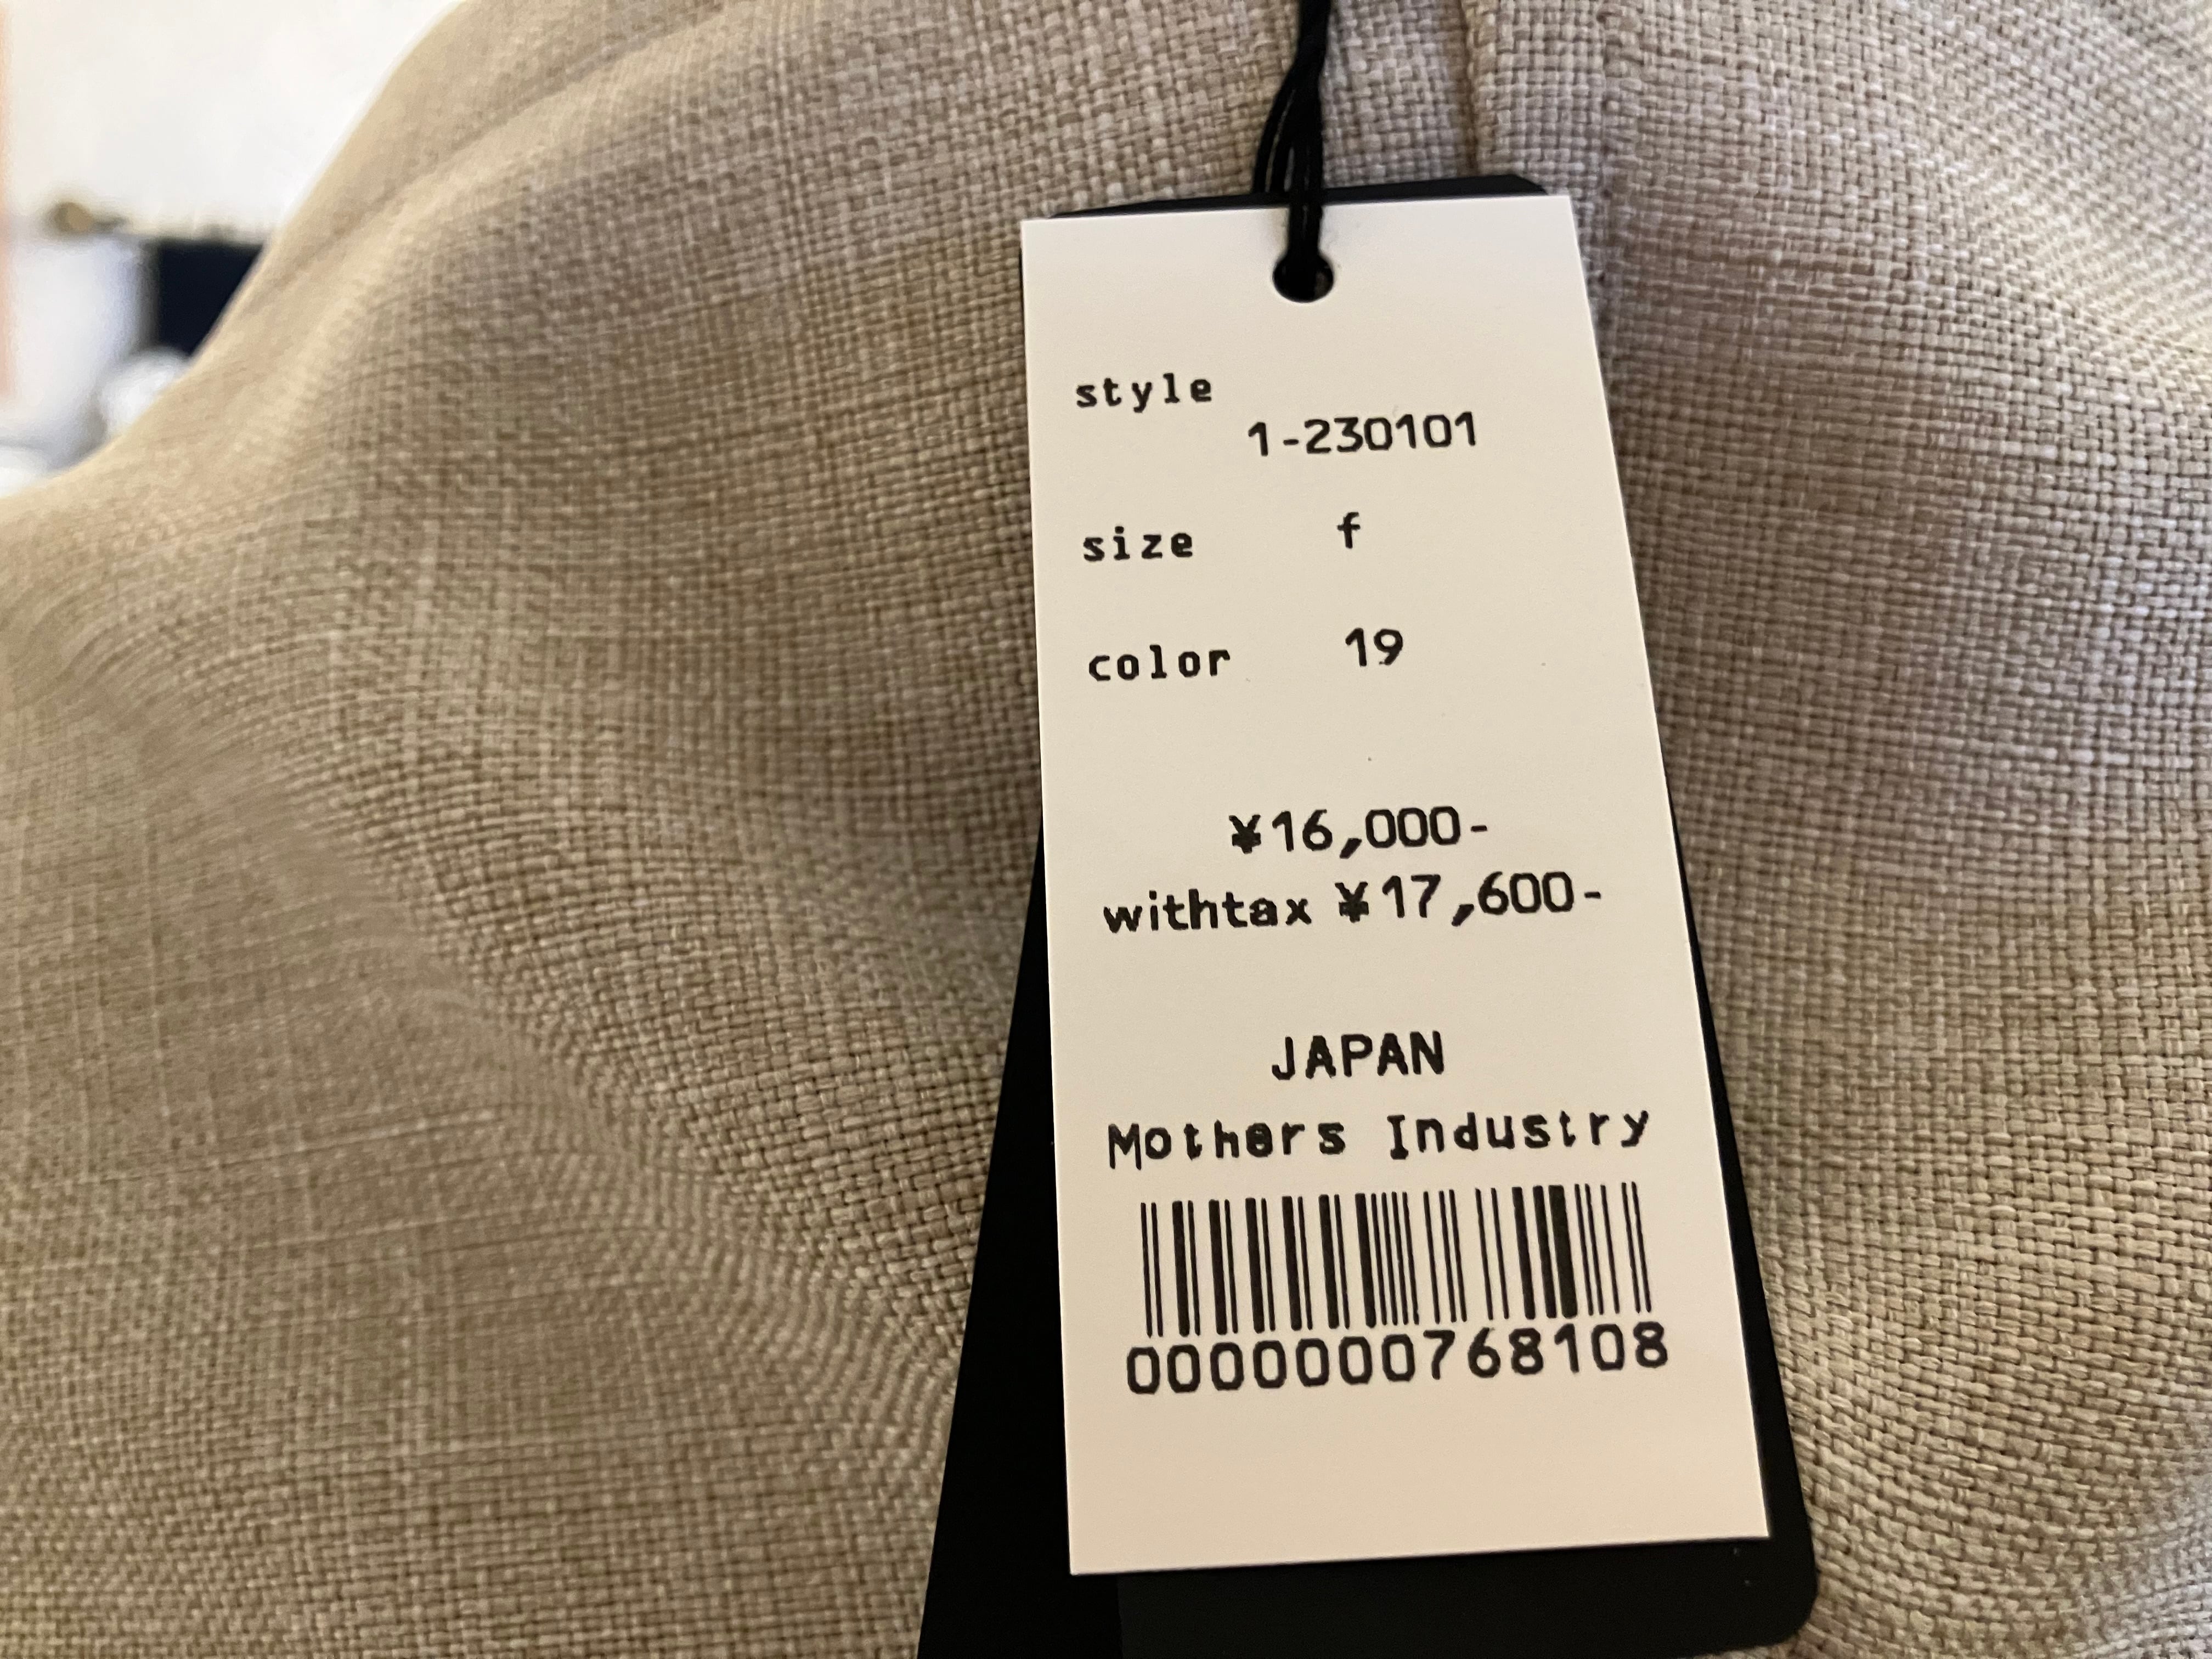 style
1-230101
size f
color 19
¥16,000-
withtax ¥17,600-
JAPAN
Mothers Industry
0000000768108